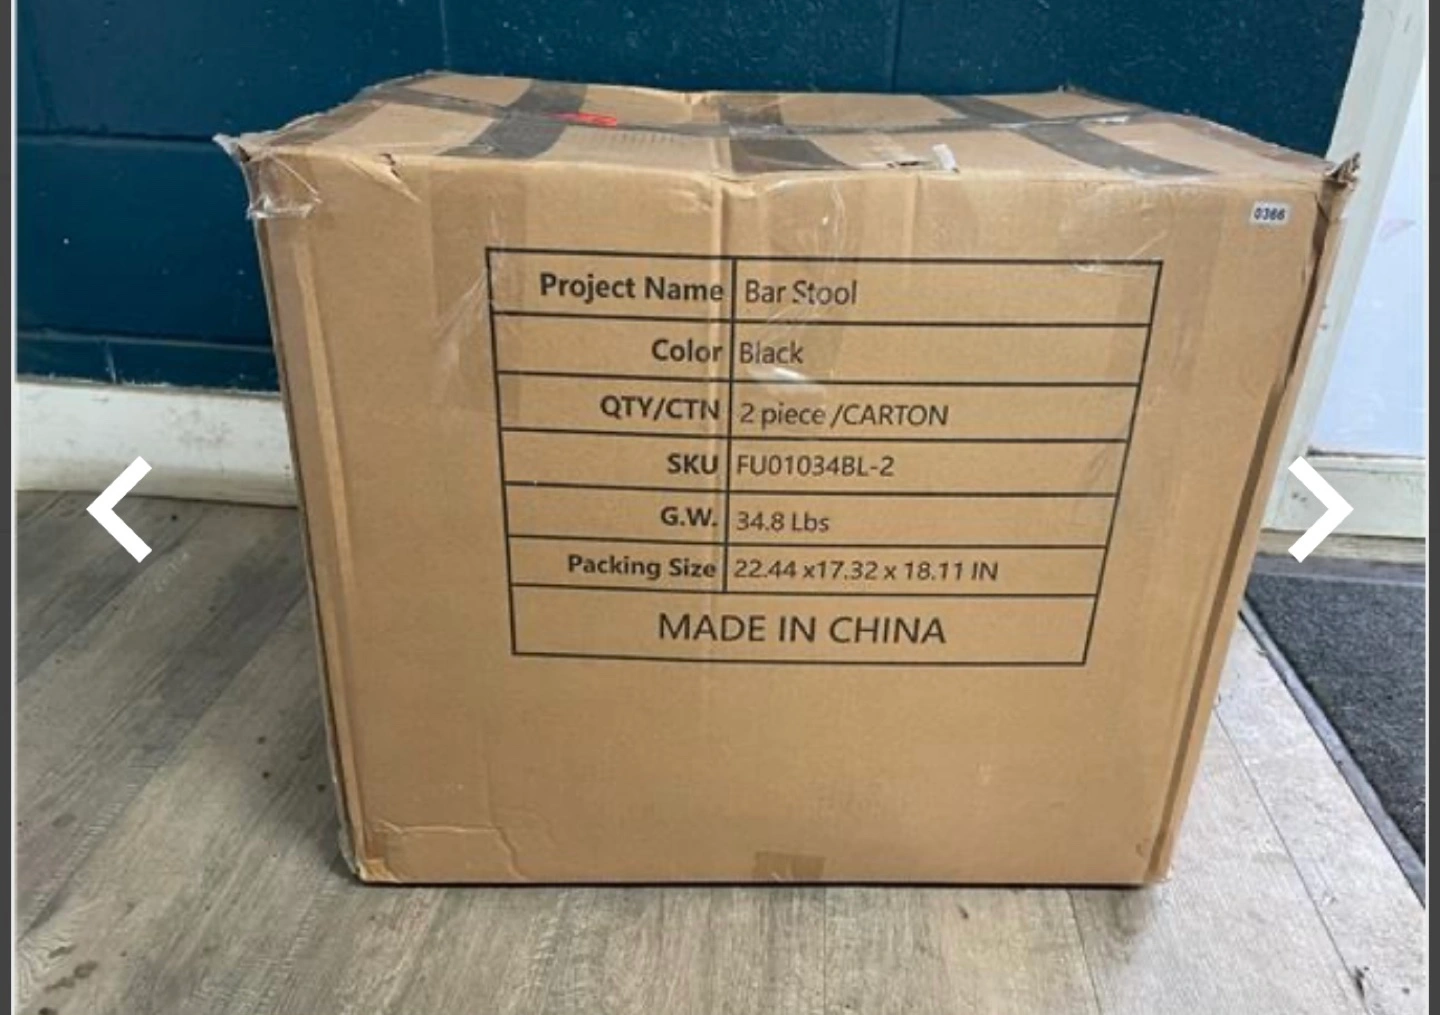 0366
Project Name Bar Stool
Color Black
QTY/CTN 2 piece /CARTON
SKU FU01034BL-2
G.W. 34.8 Lbs
Packing Size 22.44 x17.32 x 18.11 IN
MADE IN CHINA